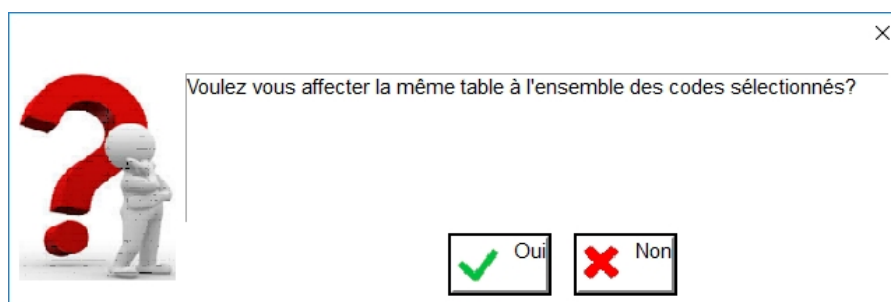 Voulez vous affecter la même table à l'ensemble des codes sélectionnés?
Oui
Non